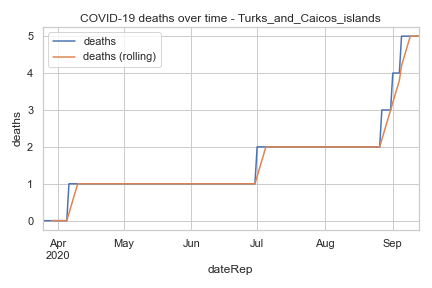 COVID-19 deaths over time - Turks_and_Caicos_islands
deaths
deaths (rolling)
deaths
5
4
3
2
1
0
Apr
2020
May
Jun
Jul
Aug
Sep
dateRep